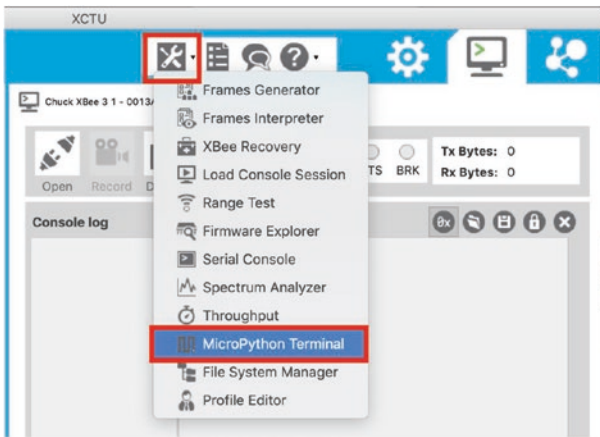 XCTU
Frames Generator
Chuck XBee 3 1 - 0013A
Frames Interpreter
XBee Recovery
Load Console Session
Range Test
Firmware Explorer
Serial Console
Spectrum Analyzer
Throughput
MicroPython Terminal
File System Manager
Profile Editor
Open
Record
D
TS
BRK
Tx Bytes: 0
Rx Bytes: 0
Console log